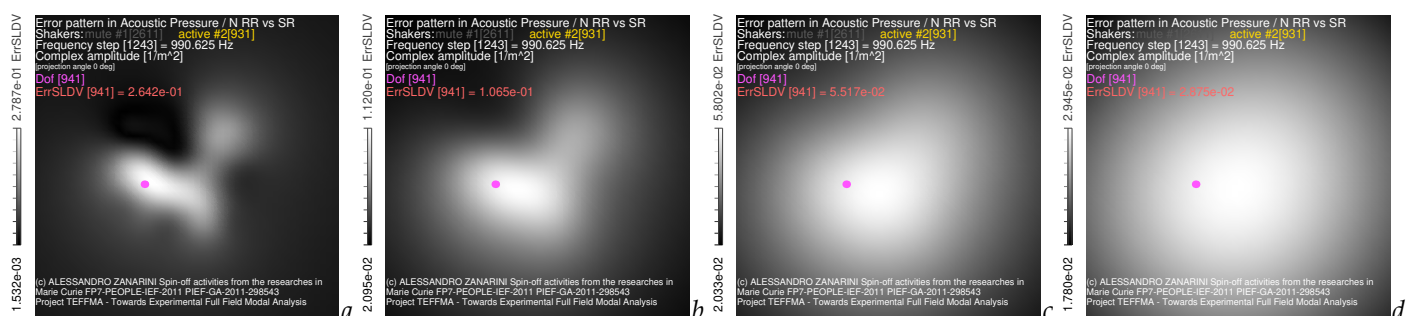 2.787e-01 ErrSLDV
1.532e-03
Error pattern in Acoustic Pressure / N RR vs SR
Shakers:mute #1[2611] active #2[931]
Frequency step [1243] = 990.625 Hz
Complex amplitude [1/m^2]
[projection angle 0 deg]
Dof [941]
ErrSLDV [941] = 2.642e-01
(c) ALESSANDRO ZANARINI Spin-off activities from the researches in
Marie Curie FP7-PEOPLE-IEF-2011 PIEF-GA-2011-298543
Project TEFFMA - Towards Experimental Full Field Modal Analysis
a
1.120e-01 ErrSLDV
2.095e-02
Error pattern in Acoustic Pressure / N RR vs SR
Shakers:mute #1[2611] active #2[931]
Frequency step [1243] = 990.625 Hz
Complex amplitude [1/m^2]
[projection angle 0 deg]
Dof [941]
ErrSLDV [941] = 1.065e-01
(c) ALESSANDRO ZANARINI Spin-off activities from the researches in
Marie Curie FP7-PEOPLE-IEF-2011 PIEF-GA-2011-298543
Project TEFFMA - Towards Experimental Full Field Modal Analysis
b
5.802e-02 ErrSLDV
2.033e-02
Error pattern in Acoustic Pressure / N RR vs SR
Shakers:mute active #2[931]
Frequency step [1243] = 990.625 Hz
Complex amplitude [1/m^2]
[projection angle 0 deg]
Dof [941]
ErrSLDV [941] = 5.517e-02
(c) ALESSANDRO ZANARINI Spin-off activities from the researches in
Marie Curie FP7-PEOPLE-IEF-2011 PIEF-GA-2011-298543
Project TEFFMA - Towards Experimental Full Field Modal Analysis
c
2.945e-02 ErrSLDV
1.780e-02
Error pattern in Acoustic Pressure / N RR vs SR
Shakers: active #2[931]
Frequency step [1243] = 990.625 Hz
Complex amplitude [1/m^2]
[projection angle 0 deg]
Dof [941]
ErrSLDV [941] =
(c) ALESSANDRO ZANARINI Spin-off activities from the researches in
Marie Curie FP7-PEOPLE-IEF-2011 PIEF-GA-2011-298543
Project TEFFMA - Towards Experimental Full Field Modal Analysis
d